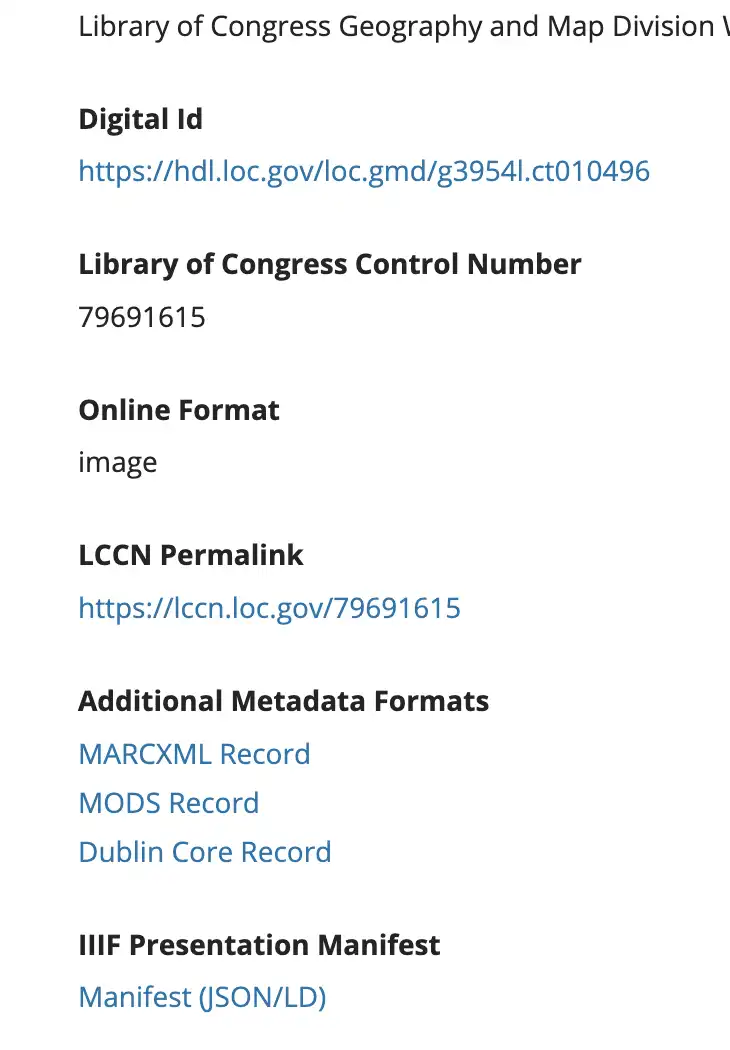 Library of Congress Geography and Map Division
Digital Id
https://hdl.loc.gov/loc.gmd/g3954l.ct010496
Library of Congress Control Number
79691615
Online Format
image
LCCN Permalink
https://lccn.loc.gov/79691615
Additional Metadata Formats
MARCXML Record
MODS Record
Dublin Core Record
IIIF Presentation Manifest
Manifest (JSON/LD)